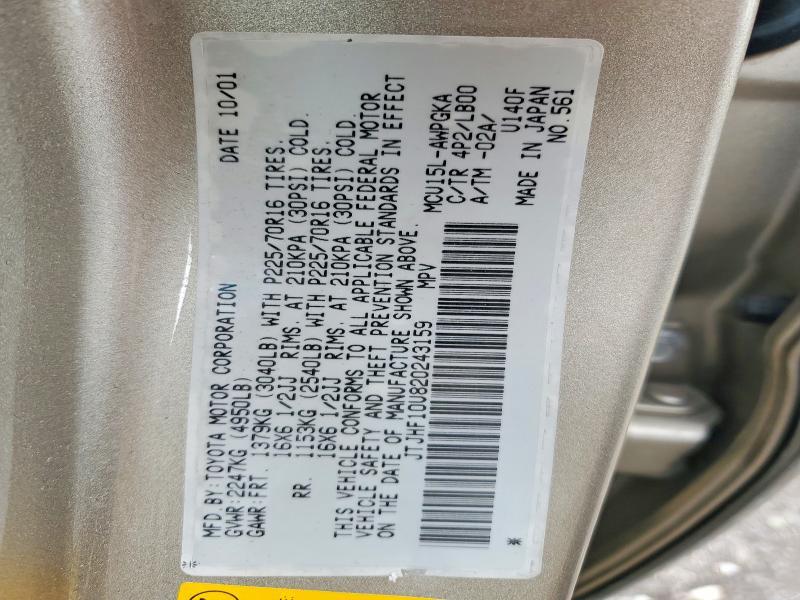 MFD.BY:TOYOTA MOTOR CORPORATION DATE 10/01
GVWR:2247KG (4950LB)
GAWR:FRT. 1379KG (3040LB) WITH P225/70R16 TIRES.
16X6 1/2JJ RIMS. AT 210KPA (30PSI) COLD.
RR. 1153KG (2540LB) WITH P225/70R16 TIRES.
16X6 1/2JJ RIMS. AT 210KPA (30PSI) COLD.
THIS VEHICLE CONFORMS TO ALL APPLICABLE FEDERAL MOTOR
VEHICLE SAFETY AND THEFT PREVENTION STANDARDS IN EFFECT
ON THE DATE OF MANUFACTURE SHOWN ABOVE.
JTJHF10U820243159 MPV
MCU15L-AWPGKA
C/TR 4P2/LB00
A/TM -02A/
U140F
MADE IN JAPAN
NO.561